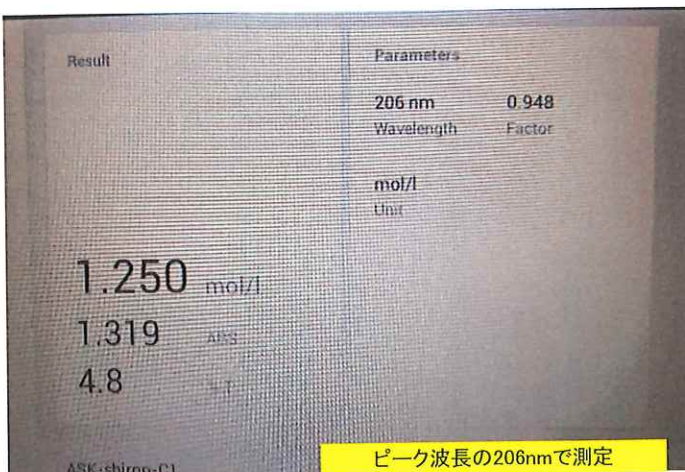 Result
Parameters
206 nm 0.948
Wavelength Factor
mol/l
Unit
1.250 mol/l
1.319 ABS
4.8 % T
ピーク波長の206nmで測定